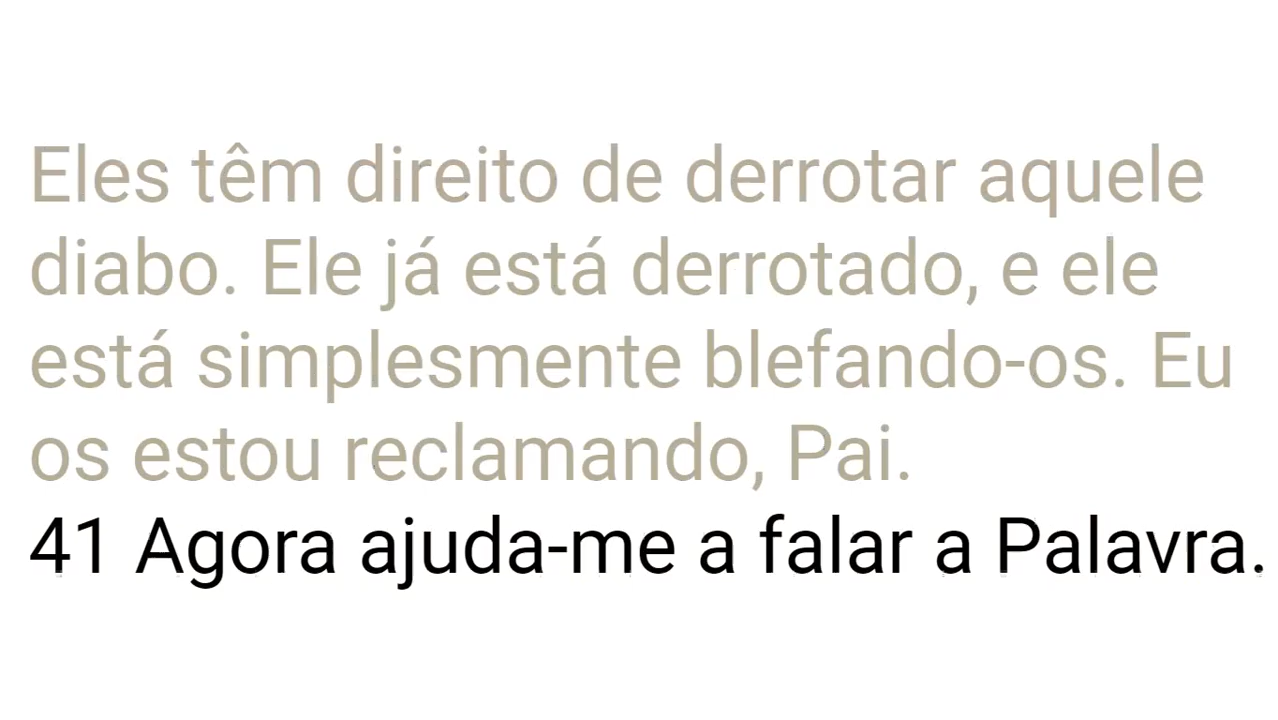 Eles têm direito de derrotar aquele
diabo. Ele já está derrotado, e ele
está simplesmente blefando-os. Eu
os estou reclamando, Pai.
41 Agora ajuda-me a falar a Palavra.